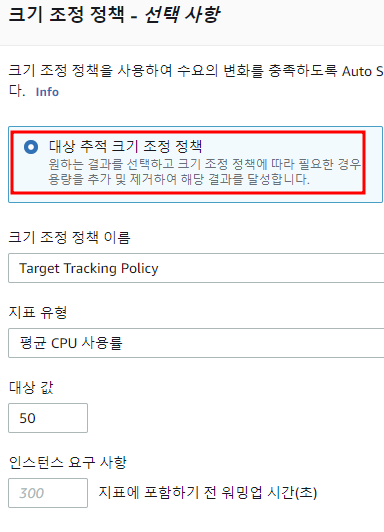 크기 조정 정책 - 선택 사항
크기 조정 정책을 사용하여 수요의 변화를 충족하도록 Auto S
다. Info
대상 추적 크기 조정 정책
원하는 결과를 선택하고 크기 조정 정책에 따라 필요한 경우
용량을 추가 및 제거하여 해당 결과를 달성합니다.
크기 조정 정책 이름
Target Tracking Policy
지표 유형
평균 CPU 사용률
대상 값
50
인스턴스 요구 사항
300 지표에 포함하기 전 워밍업 시간(초)